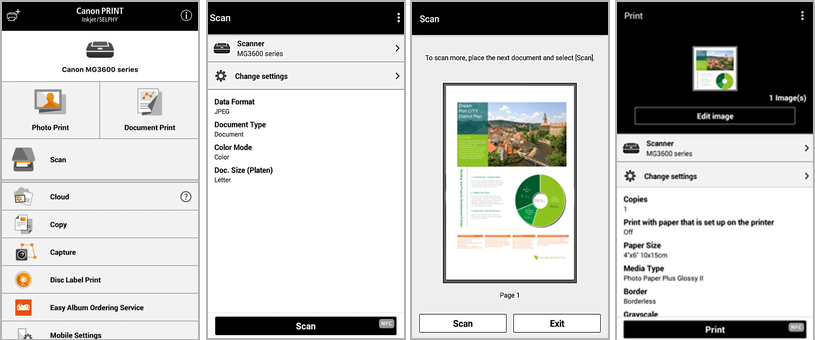 Canon PRINT
Inkjet/SELPHY
Canon MG3600 series
Photo Print
Document Print
Scan
Cloud
Copy
Capture
Disc Label Print
Easy Album Ordering Service
Mobile Settings
Scan
Scanner
MG3600 series
Change settings
Data Format
JPEG
Document Type
Document
Color Mode
Color
Doc. Size (Platen)
Letter
Scan
NFC
Scan
To scan more, place the next document and select [Scan].
Dream
Port CITY
District Plan
Page 1
Scan
Exit
Print
1 Image(s)
Edit image
Scanner
MG3600 series
Change settings
Copies
1
Print with paper that is set up on the printer
Off
Paper Size
4"x6" 10x15cm
Media Type
Photo Paper Plus Glossy II
Border
Borderless
Grayscale
Print
NFC